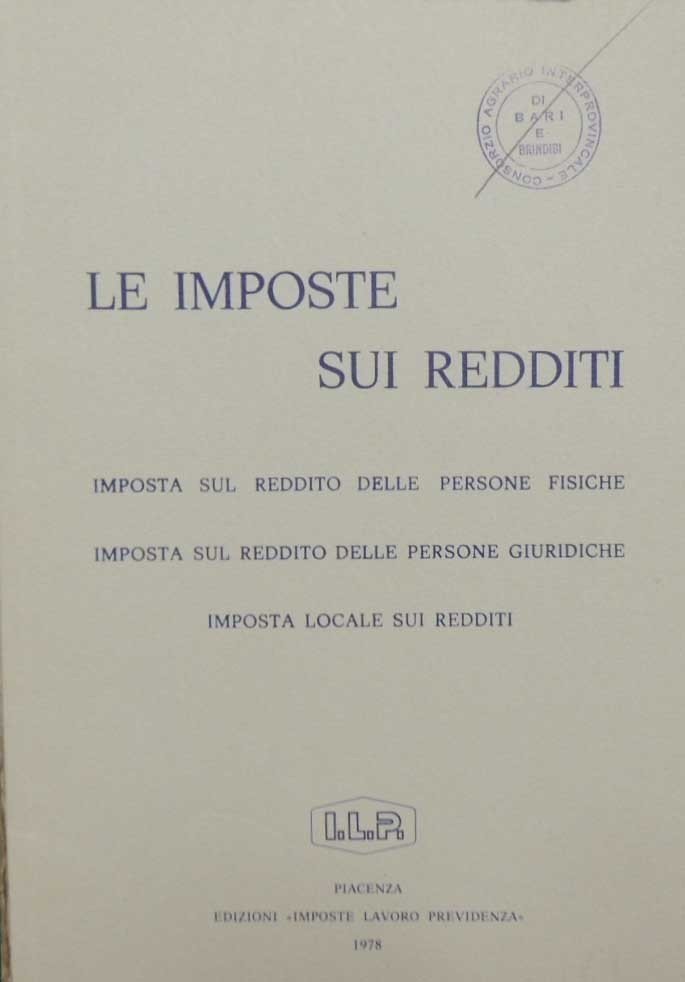 CONSORZIO AGRARIO INTERPROVINCALE -
DI
BARI
E
BRINDISI
LE IMPOSTE
SUI REDDITI
IMPOSTA SUL REDDITO DELLE PERSONE FISICHE
IMPOSTA SUL REDDITO DELLE PERSONE GIURIDICHE
IMPOSTA LOCALE SUI REDDITI
I.L.P.
PIACENZA
EDIZIONI «IMPOSTE LAVORO PREVIDENZA»
1978